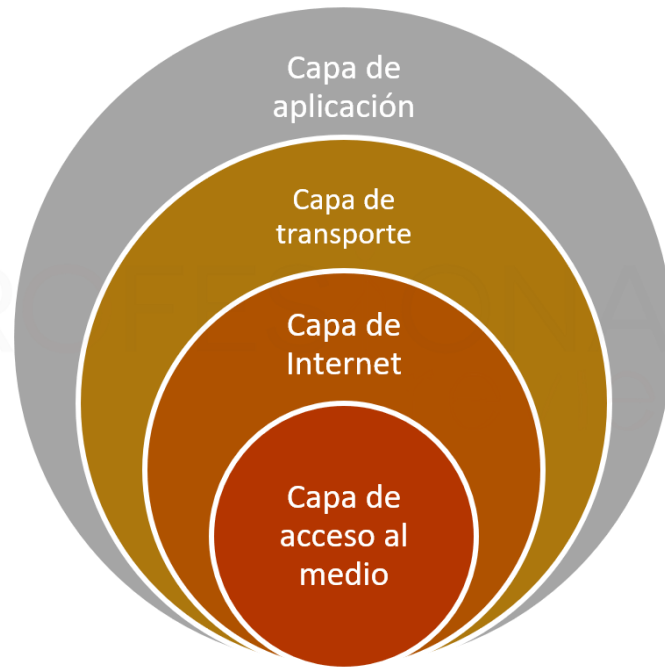 Capa de
aplicación
Capa de
transporte
Capa de
Internet
Capa de
acceso al
medio